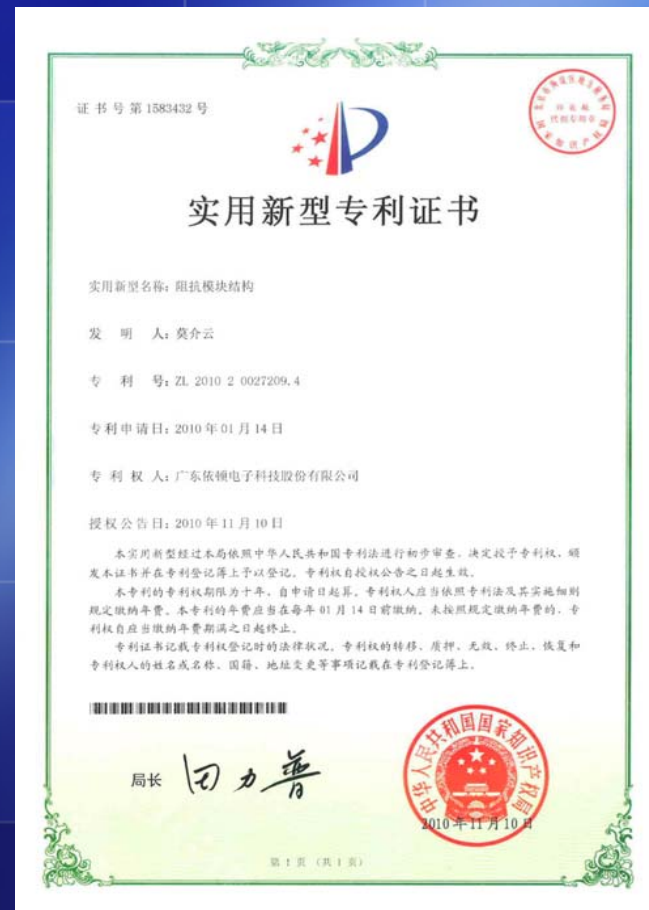 证书号第1583432号
实用新型专利证书
实用新型名称：阻抗模块结构
发 明 人：莫介云
专 利 号：ZL 2010 2 0027209.4
专利申请日：2010年01月14日
专 利 权 人：广东依顿电子科技股份有限公司
授权公告日：2010年11月10日
本实用新型经过本局依照中华人民共和国专利法进行初步审查，决定授予专利权，颁
发本证书并在专利登记簿上予以登记。专利权自授权公告之日起生效。
本专利的专利权期限为十年，自申请日起算。专利权人应当依照专利法及其实施细则
规定缴纳年费。本专利的年费应当在每年01月14日前缴纳。未按照规定缴纳年费的，专
利权自应当缴纳年费期满之日起终止。
专利证书记载专利权登记时的法律状况。专利权的转移、质押、无效、终止、恢复和
专利权人的姓名或名称、国籍、地址变更等事项记载在专利登记簿上。
局长 田力普
中华人民共和国国家知识产权局
2010年11月10日
第1页（共1页）